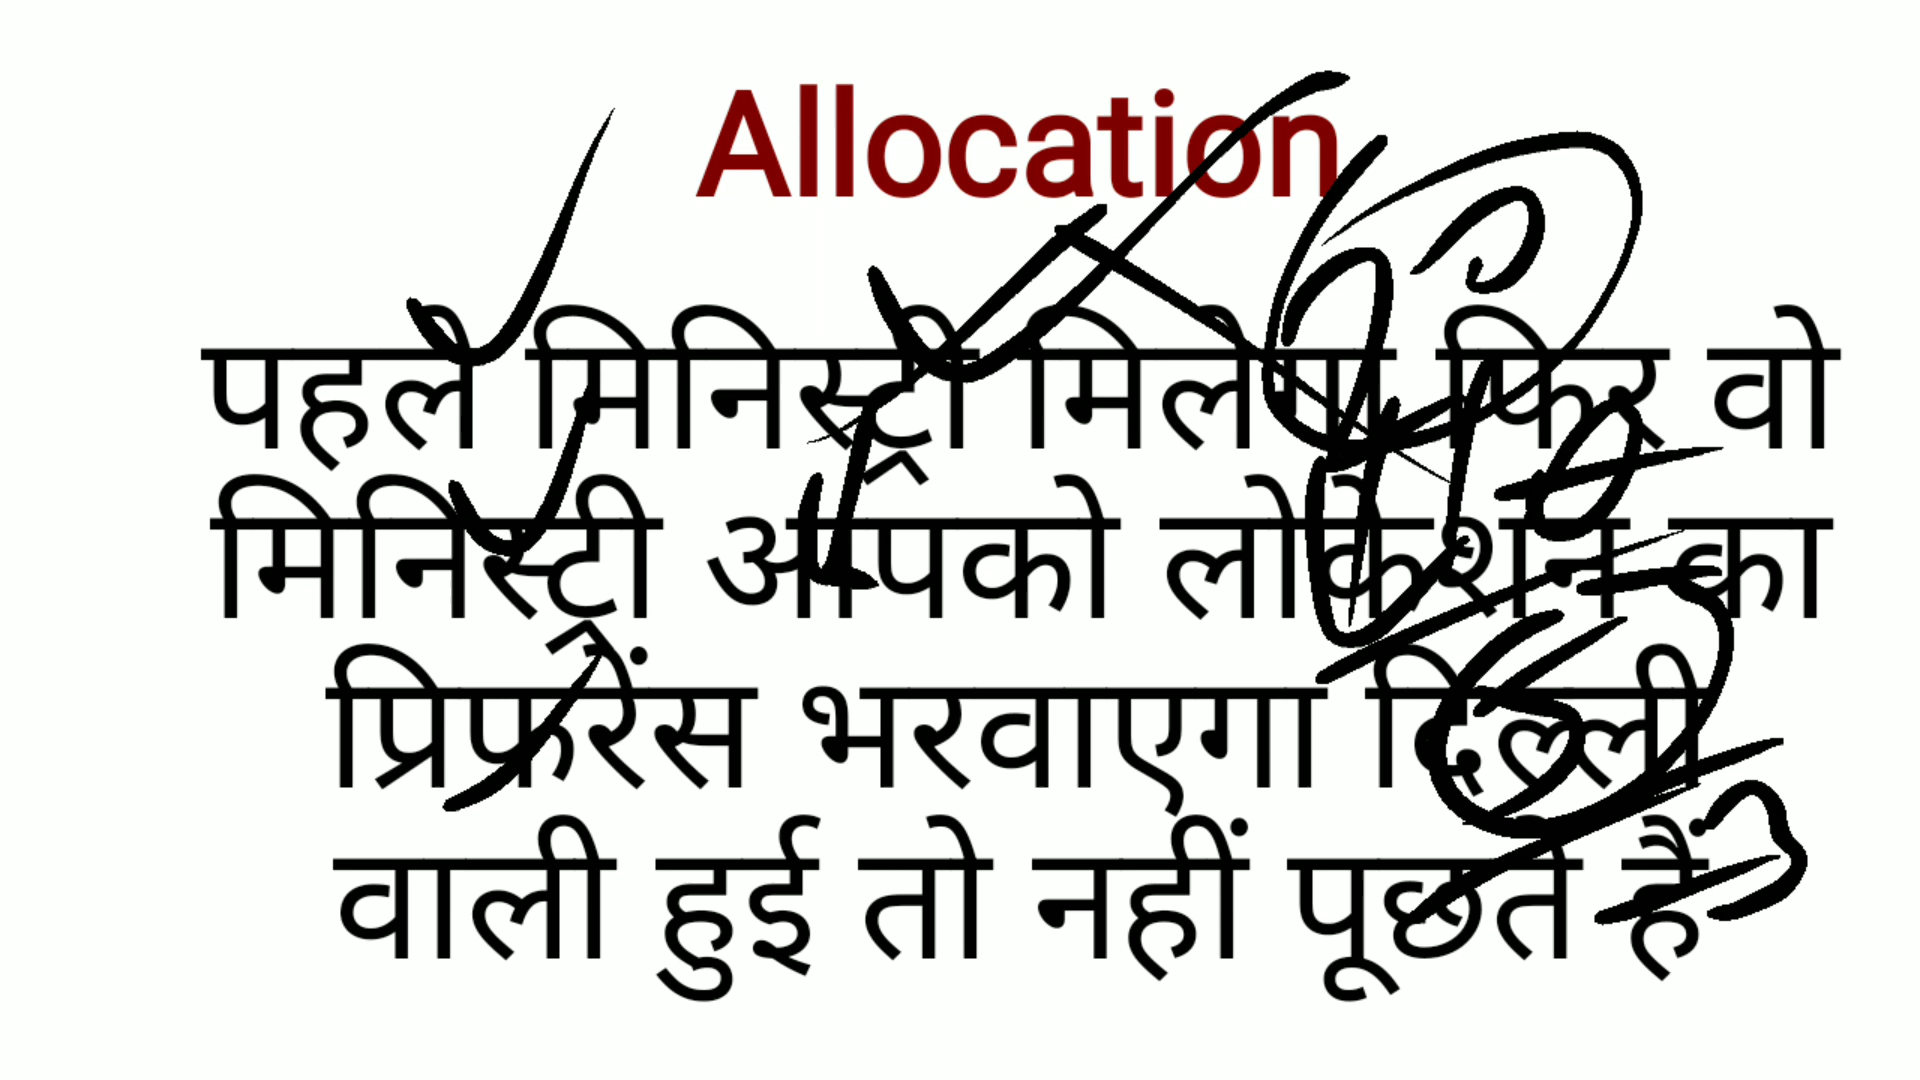 Allocation
पहले मिनिस्ट्री मिलेगी फिर वो
मिनिस्ट्री आपको लोकेशन का
प्रिफरेंस भरवाएगा दिल्ली
वाली हुई तो नहीं पूछते हैं